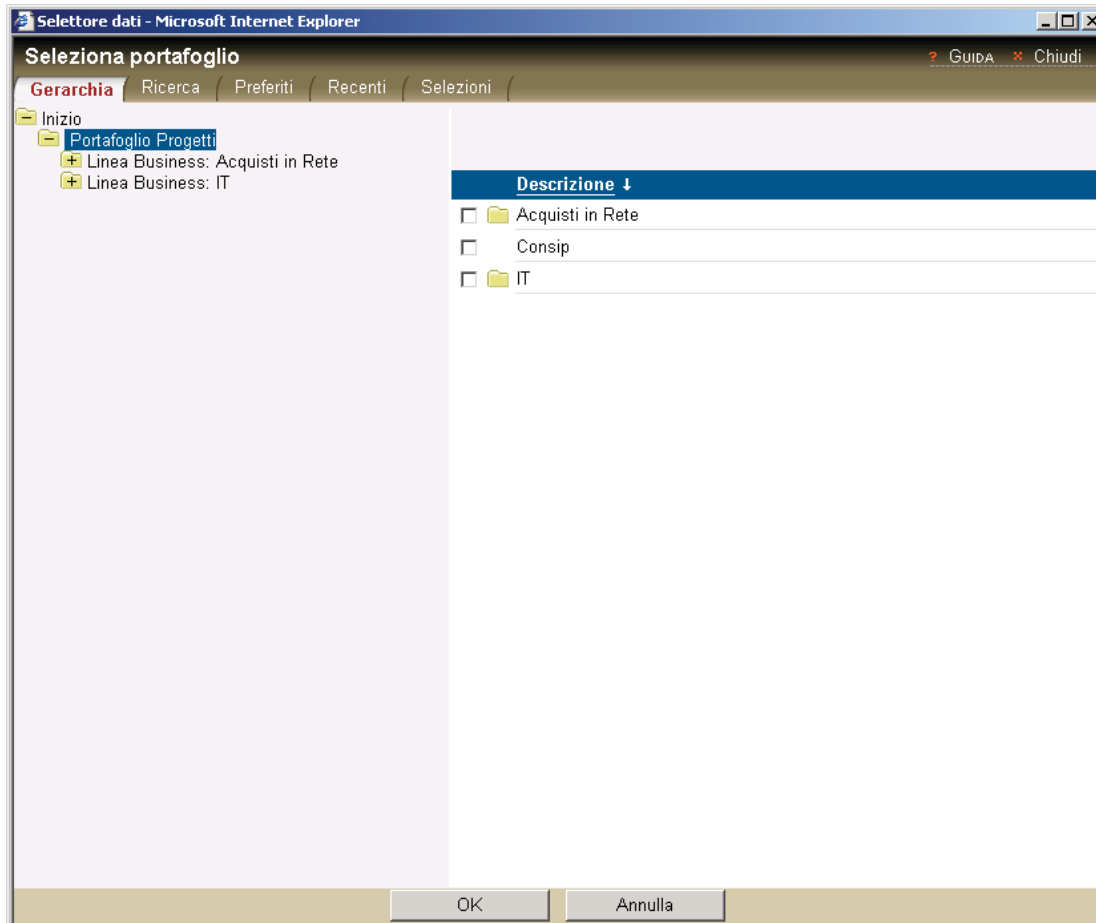 Selettore dati - Microsoft Internet Explorer
Seleziona portafoglio
? GUIDA × Chiudi
Gerarchia Ricerca Preferiti Recenti Selezioni
Inizio
Portafoglio Progetti
Linea Business: Acquisti in Rete
Linea Business: IT
Descrizione ↓
Acquisti in Rete
Consip
IT
OK Annulla